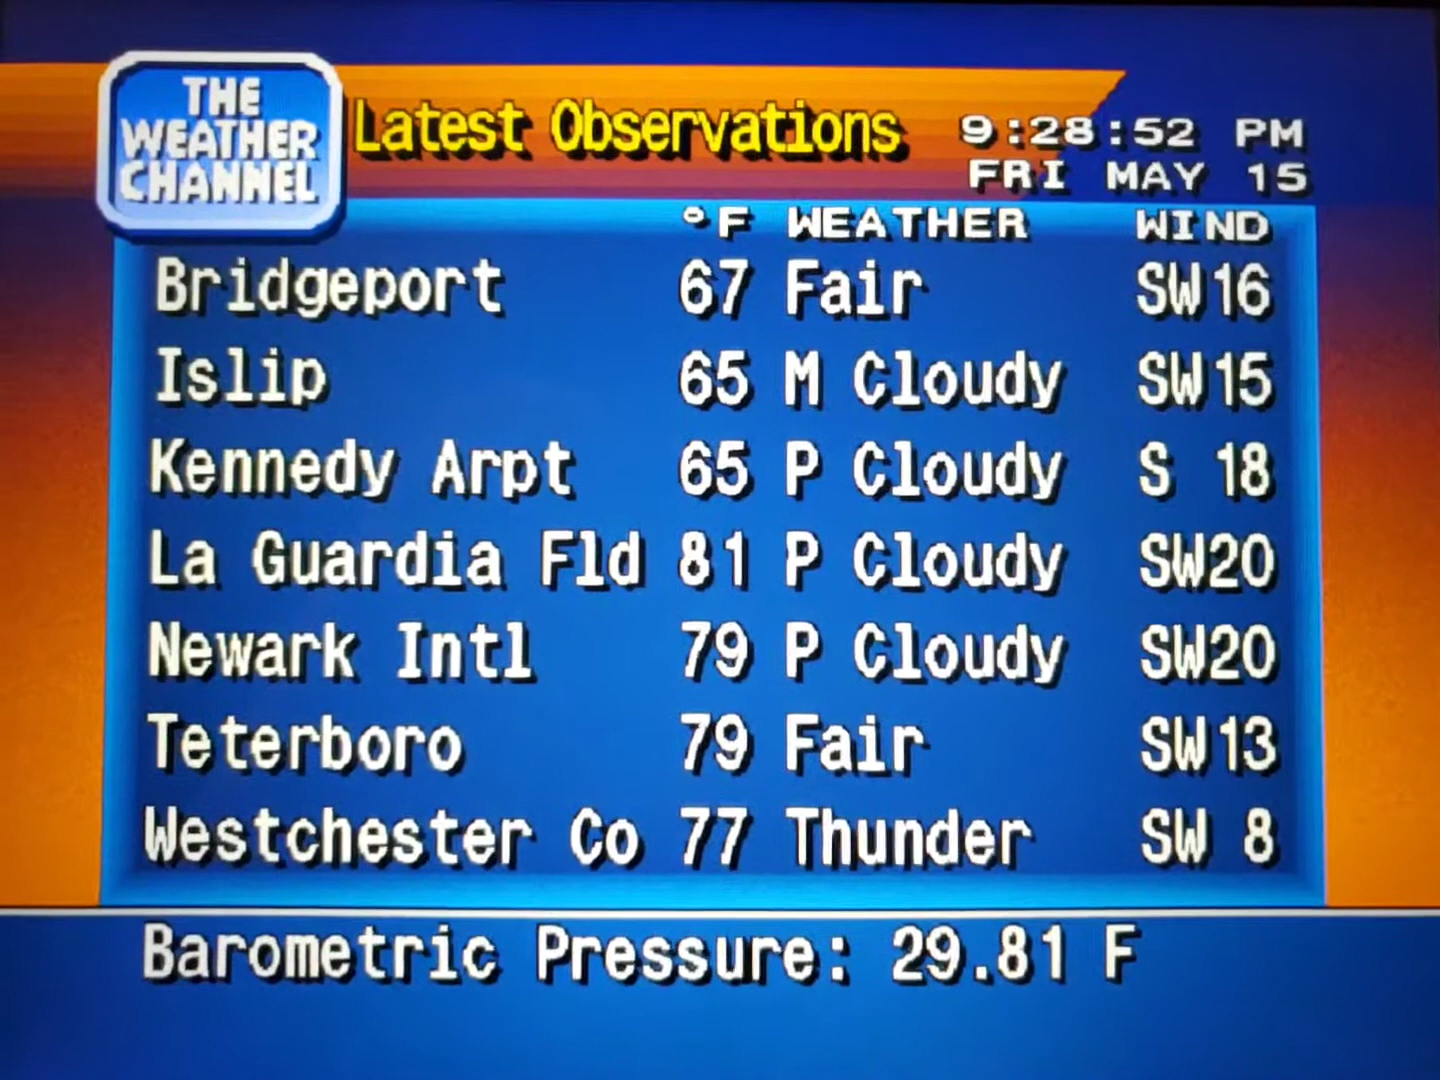 THE
WEATHER
CHANNEL
Latest Observations
9:28:52 PM
FRI MAY 15
°F WEATHER WIND
Bridgeport 67 Fair SW16
Islip 65 M Cloudy SW15
Kennedy Arpt 65 P Cloudy S 18
La Guardia Fld 81 P Cloudy SW20
Newark Intl 79 P Cloudy SW20
Teterboro 79 Fair SW13
Westchester Co 77 Thunder SW 8
Barometric Pressure: 29.81 F